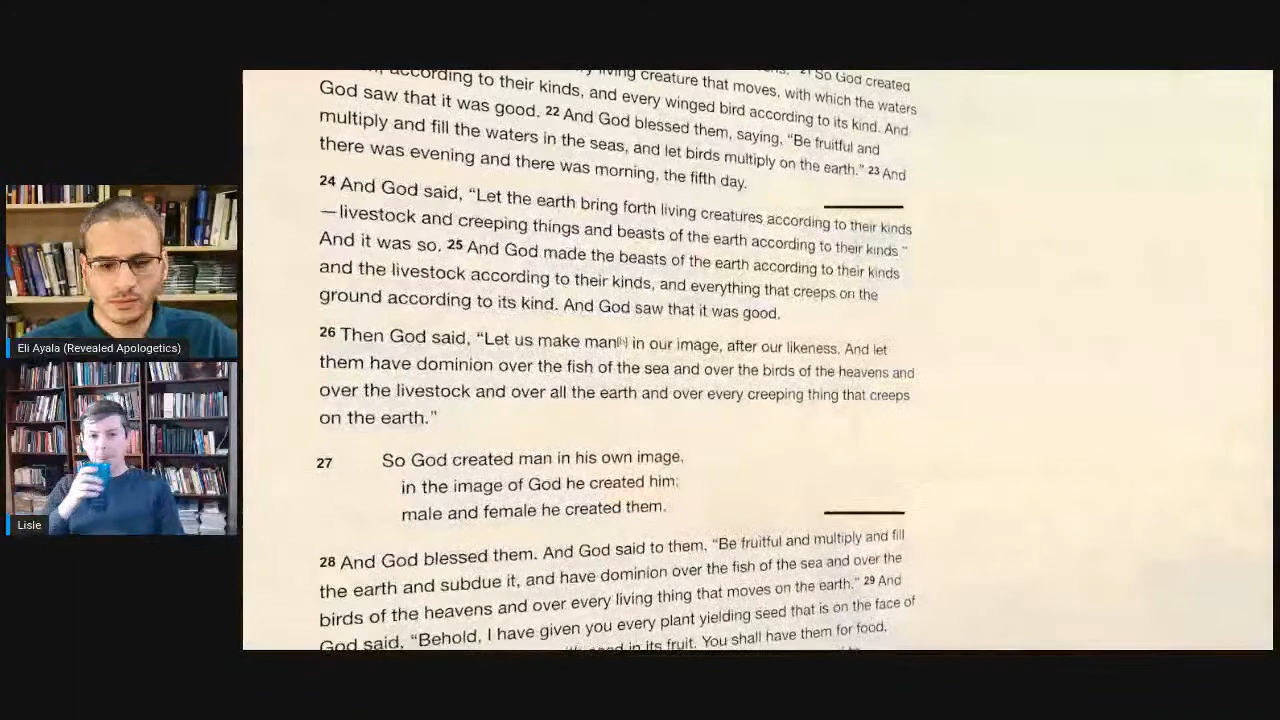 according to their kinds, and every winged bird according to its kind. And
living creature that moves, with which the waters
21 So God created
God saw that it was good. 22 And God blessed them, saying, “Be fruitful and
multiply and fill the waters in the seas, and let birds multiply on the earth.” 23 And
there was evening and there was morning, the fifth day.
24 And God said, “Let the earth bring forth living creatures according to their kinds
—livestock and creeping things and beasts of the earth according to their kinds.”
And it was so. 25 And God made the beasts of the earth according to their kinds
and the livestock according to their kinds, and everything that creeps on the
ground according to its kind. And God saw that it was good.
26 Then God said, “Let us make man[h] in our image, after our likeness. And let
them have dominion over the fish of the sea and over the birds of the heavens and
over the livestock and over all the earth and over every creeping thing that creeps
on the earth.”
27 So God created man in his own image,
in the image of God he created him;
male and female he created them.
28 And God blessed them. And God said to them, “Be fruitful and multiply and fill
the earth and subdue it, and have dominion over the fish of the sea and over the
birds of the heavens and over every living thing that moves on the earth.” 29 And
God said, “Behold, I have given you every plant yielding seed that is on the face of
in its fruit. You shall have them for food.
Eli Ayala (Revealed Apologetics)
Lisle